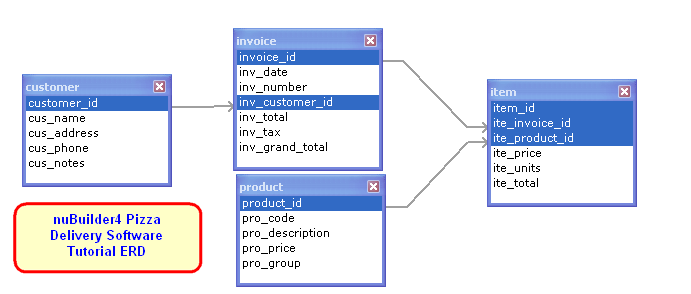 customer
customer_id
cus_name
cus_address
cus_phone
cus_notes
invoice
invoice_id
inv_date
inv_number
inv_customer_id
inv_total
inv_tax
inv_grand_total
product
product_id
pro_code
pro_description
pro_price
pro_group
item
item_id
ite_invoice_id
ite_product_id
ite_price
ite_units
ite_total
nuBuilder4 Pizza
Delivery Software
Tutorial ERD